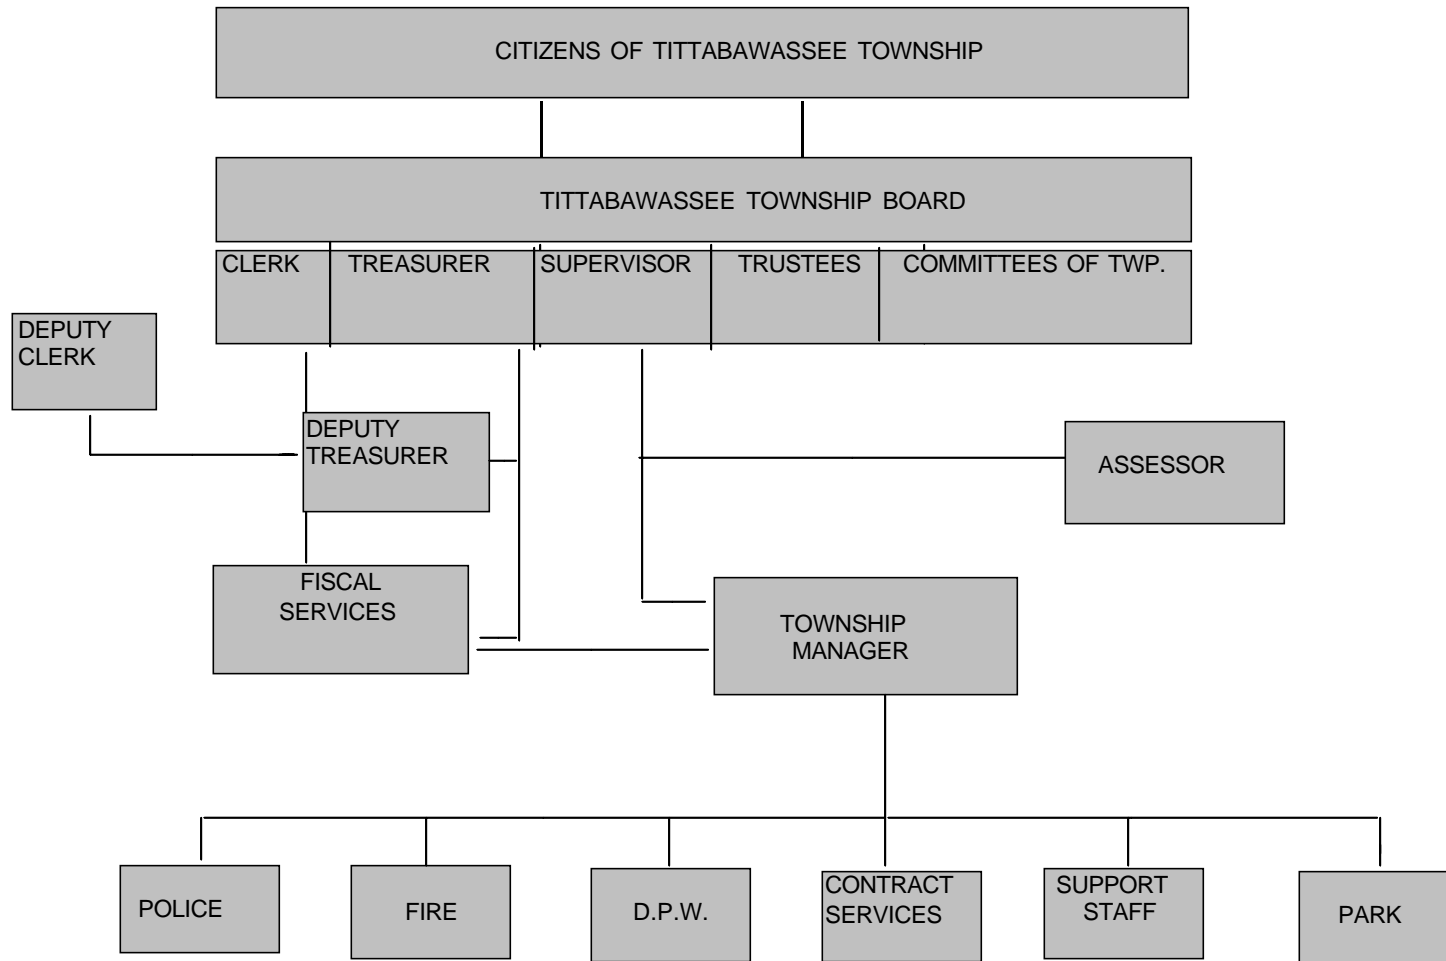 CITIZENS OF TITTABAWASSEE TOWNSHIP
TITTABAWASSEE TOWNSHIP BOARD
CLERK TREASURER SUPERVISOR TRUSTEES COMMITTEES OF TWP.
DEPUTY
CLERK
DEPUTY
TREASURER
ASSESSOR
FISCAL
SERVICES
TOWNSHIP
MANAGER
POLICE
FIRE
D.P.W.
CONTRACT
SERVICES
SUPPORT
STAFF
PARK